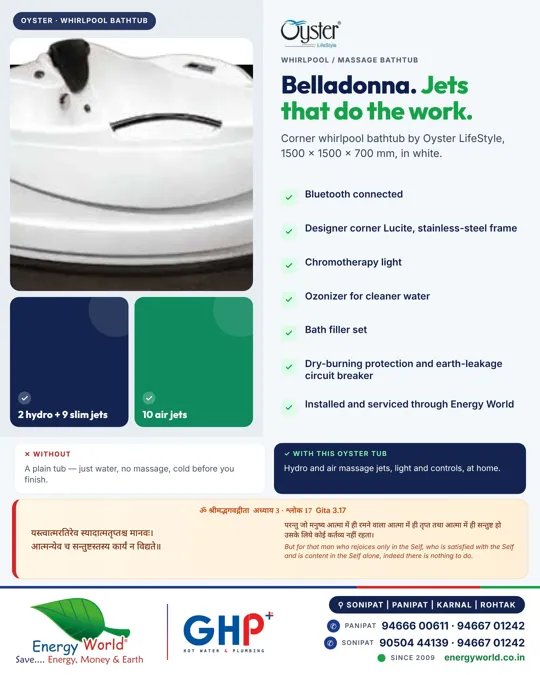 OYSTER · WHIRLPOOL BATHTUB
Oyster®
LifeStyle
WHIRLPOOL / MASSAGE BATHTUB
Belladonna. Jets
that do the work.
Corner whirlpool bathtub by Oyster LifeStyle,
1500 × 1500 × 700 mm, in white.
Bluetooth connected
Designer corner Lucite, stainless-steel frame
Chromotherapy light
Ozonizer for cleaner water
Bath filler set
Dry-burning protection and earth-leakage
circuit breaker
Installed and serviced through Energy World
2 hydro + 9 slim jets
10 air jets
✕ WITHOUT
A plain tub — just water, no massage, cold before you
finish.
✓ WITH THIS OYSTER TUB
Hydro and air massage jets, light and controls, at home.
ॐ श्रीमद्भगवद्गीता अध्याय 3 · श्लोक 17 Gita 3.17
यस्त्वात्मरतिरेव स्यादात्मतृप्तश्च मानवः।
आत्मन्येव च सन्तुष्टस्तस्य कार्यं न विद्यते॥
परन्तु जो मनुष्य आत्मा में ही रमने वाला आत्मा में ही तृप्त तथा आत्मा में ही सन्तुष्ट हो
उसके लिये कोई कर्तव्य नहीं रहता।
But for that man who rejoices only in the Self, who is satisfied with the Self
and is content in the Self alone, indeed there is nothing to do.
Energy World®
Save.... Energy, Money & Earth
GHP+
HOT WATER & PLUMBING
SONIPAT | PANIPAT | KARNAL | ROHTAK
PANIPAT 94666 00611 · 94667 01242
SONIPAT 90504 44139 · 94667 01242
SINCE 2009 energyworld.co.in